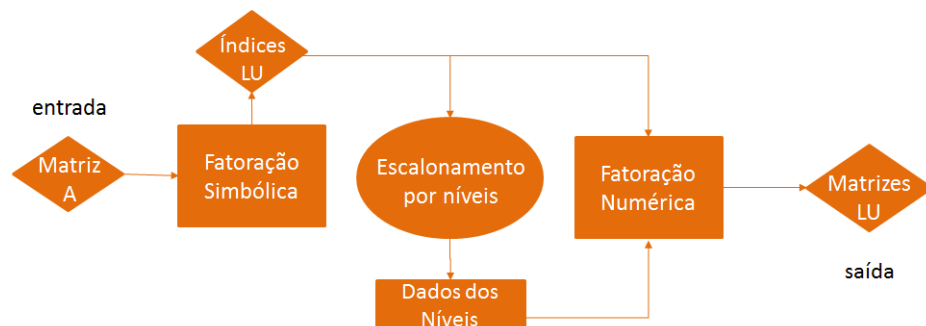 Índices
LU
entrada
Matriz
A
Fatoração
Simbólica
Escalonamento
por níveis
Fatoração
Numérica
Matrizes
LU
saída
Dados dos
Níveis